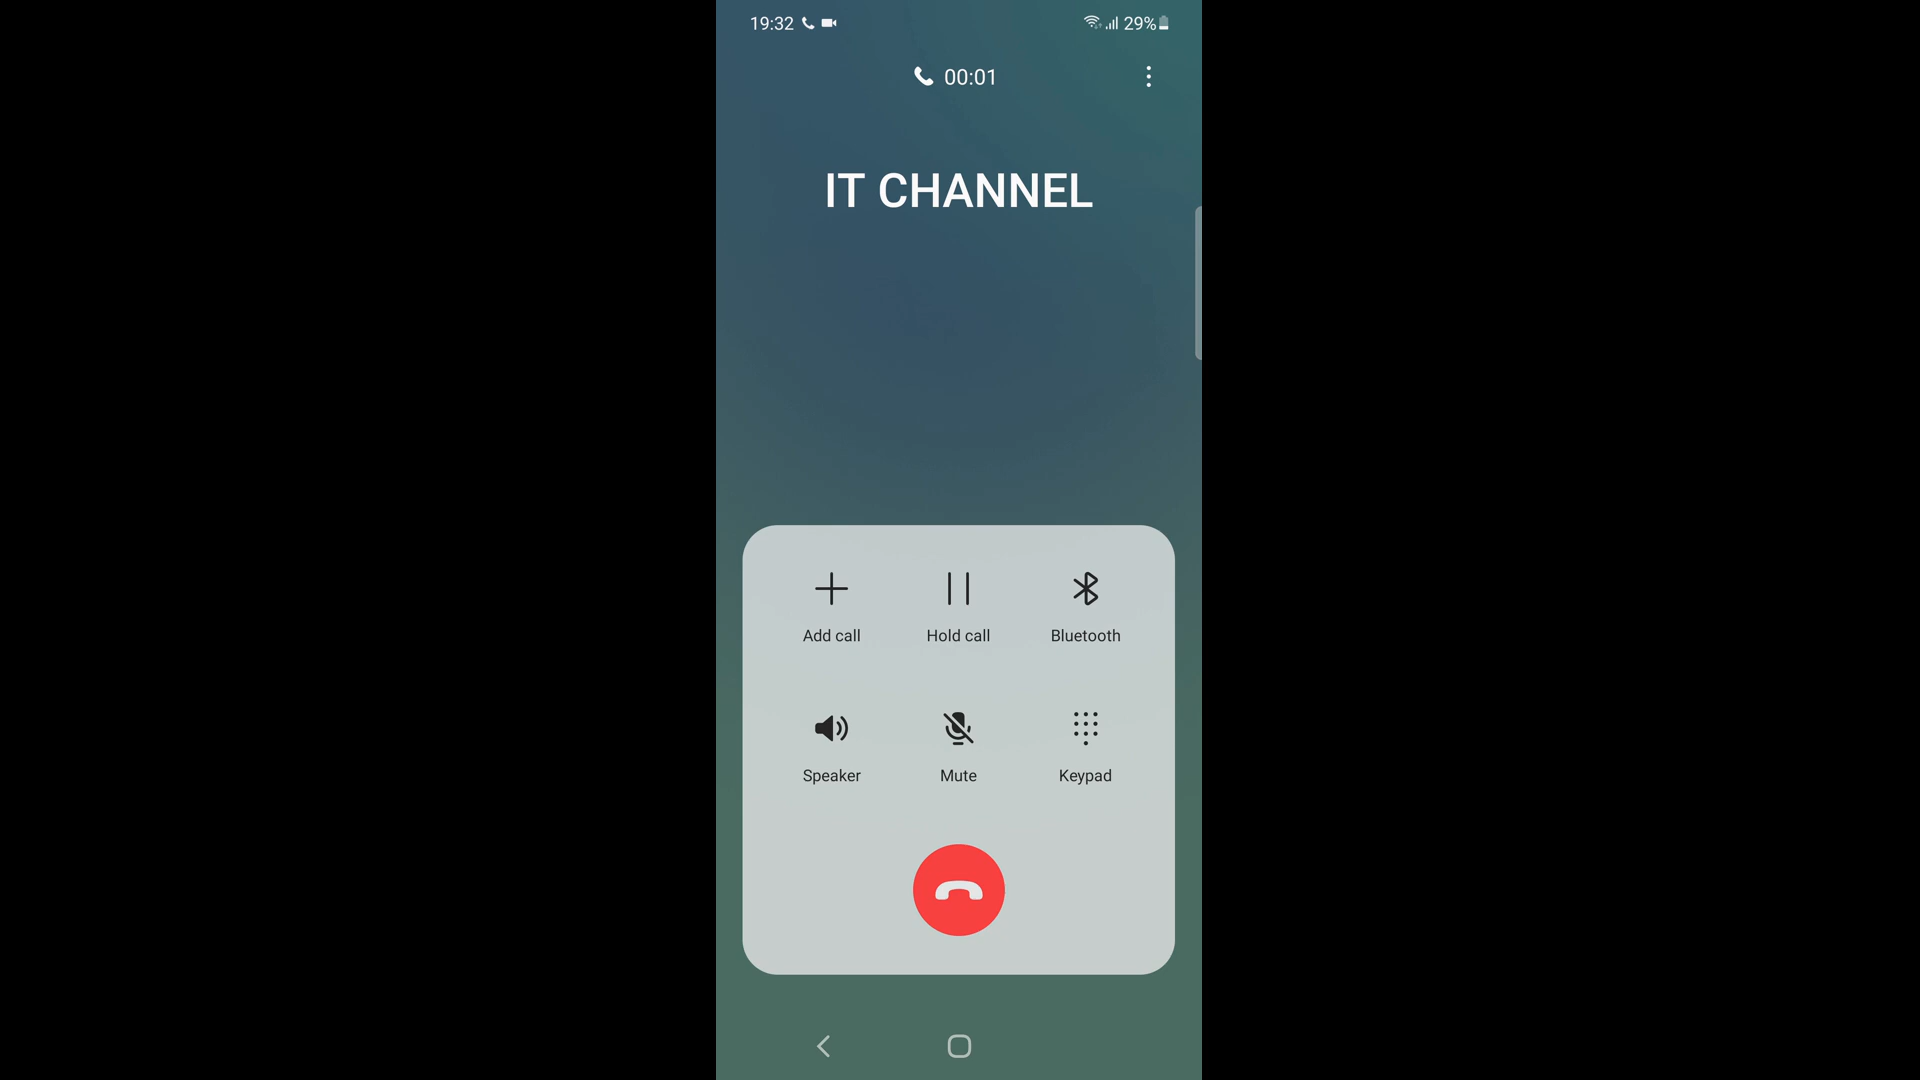 19:32 29%
00:01
IT CHANNEL
Add call Hold call Bluetooth
Speaker Mute Keypad